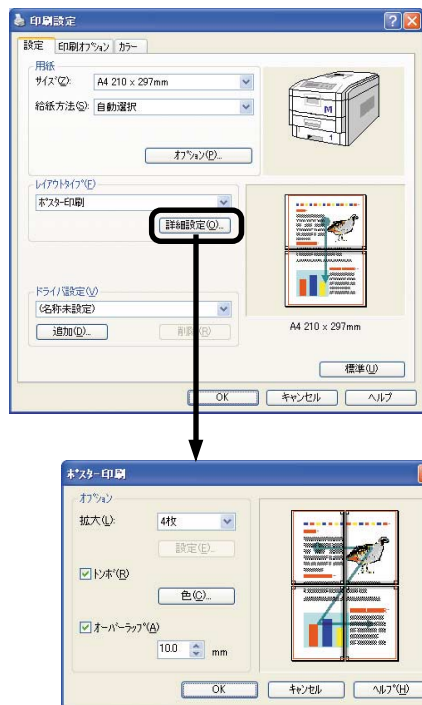 印刷設定
設定 印刷オプション カラー
用紙
サイズ(Z): A4 210 x 297mm
給紙方法(S): 自動選択
オプション(P)...
M
1
レイアウトタイプ(E)
ポスター印刷
詳細設定(O)...
ドライバ設定(V)
(名称未設定)
追加(D)...
削除(R)
A4 210 x 297mm
標準(U)
OK キャンセル ヘルプ
ポスター印刷
オプション
拡大(L): 4枚
設定(E)...
トンボ(R)
色(C)...
オーバーラップ(A)
10.0 mm
OK キャンセル ヘルプ(H)